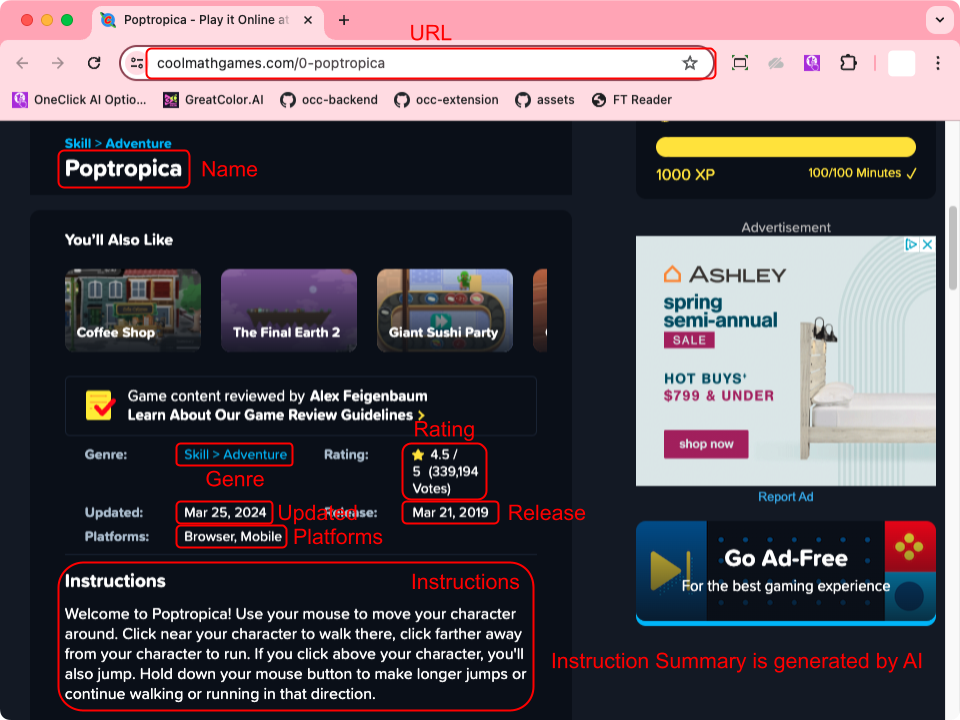 Poptropica - Play it Online at
URL
coolmathgames.com/0-poptropica
OneClick AI Optio...
GreatColor.AI
occ-backend
occ-extension
assets
FT Reader
Skill > Adventure
Poptropica
Name
1000 XP
100/100 Minutes
You'll Also Like
Coffee Shop
The Final Earth 2
Giant Sushi Party
Advertisement
ASHLEY
spring
semi-annual
SALE
HOT BUYS+
$799 & UNDER
shop now
Report Ad
Game content reviewed by Alex Feigenbaum
Learn About Our Game Review Guidelines >
Rating
Genre: Skill > Adventure
Rating: 4.5 /
5 (339,194
Votes)
Genre
Updated: Mar 25, 2024
Updated
Release: Mar 21, 2019
Release
Platforms: Browser, Mobile
Platforms
Go Ad-Free
For the best gaming experience
Instructions
Instructions
Welcome to Poptropica! Use your mouse to move your character
around. Click near your character to walk there, click farther away
from your character to run. If you click above your character, you'll
also jump. Hold down your mouse button to make longer jumps or
continue walking or running in that direction.
Instruction Summary is generated by AI